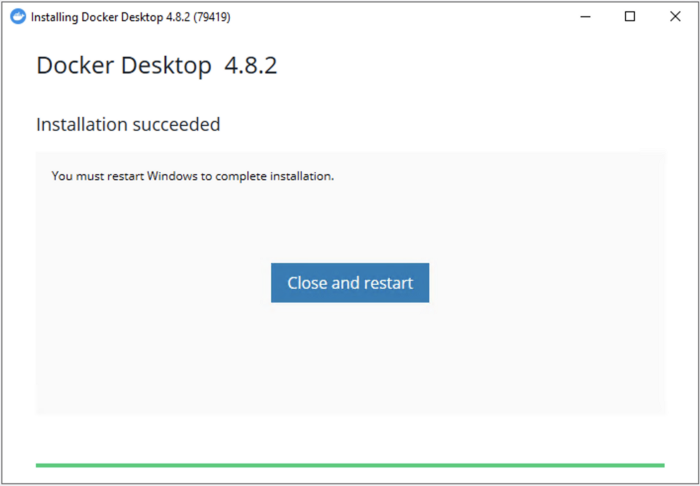 Installing Docker Desktop 4.8.2 (79419)
Docker Desktop 4.8.2
Installation succeeded
You must restart Windows to complete installation.
Close and restart